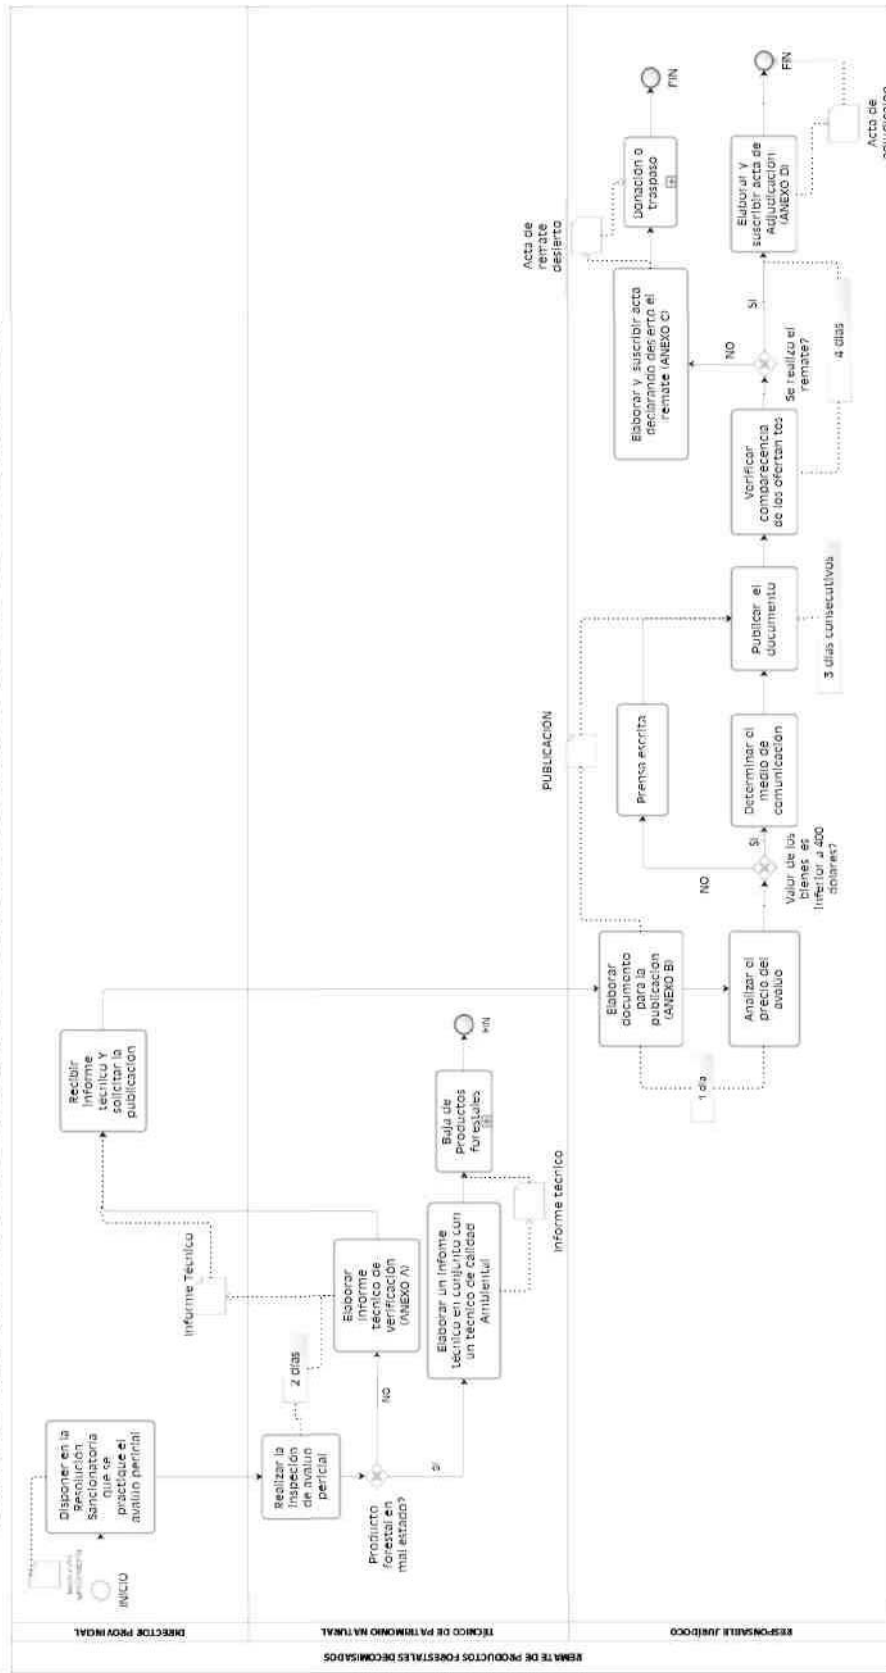 REMATE DE PRODUCTOS FORESTALES DECOMISADOS
DIRECTOR PROVINCIAL
INICIO
Disponer en la
Resolución
Sancionatoria
que se
practique el
avalúo pericial
Informe Técnico
Recibir
Informe
técnico Y
solicitar la
publicación
TÉCNICO DE PATRIMONIO NATURAL
Realizar la
Inspeción
de avalúo
pericial
2 días
Producto
forestal en
mal estado?
NO
SI
Elaborar
Informe
técnico de
verificación
(ANEXO A)
Elaborar un Infome
técnico en conjunto con
un técnico de calidad
Ambiental
Informe técnico
Baja de
Productos
forestales
FIN
RESPONSABLE JURÍDICO
Elaborar
documento
para la
publicación
(ANEXO B)
1 día
Analizar el
precio del
avalúo
Valor de los
bienes es
Inferior a 400
dolares?
NO
SI
Prensa escrita
Determinar el
medio de
comunicación
PUBLICACIÓN
Publicar el
documento
3 días consecutivos
Verificar
comparecencia
de los ofertantes
Se realizo el
remate?
NO
SI
4 días
Elaborar y suscribir acta
declarando desierto el
remate (ANEXO C)
Acta de
remate
desierto
Donación o
traspaso
FIN
Elaborar y
suscribir acta de
Adjudicación
(ANEXO D)
FIN
Acta de